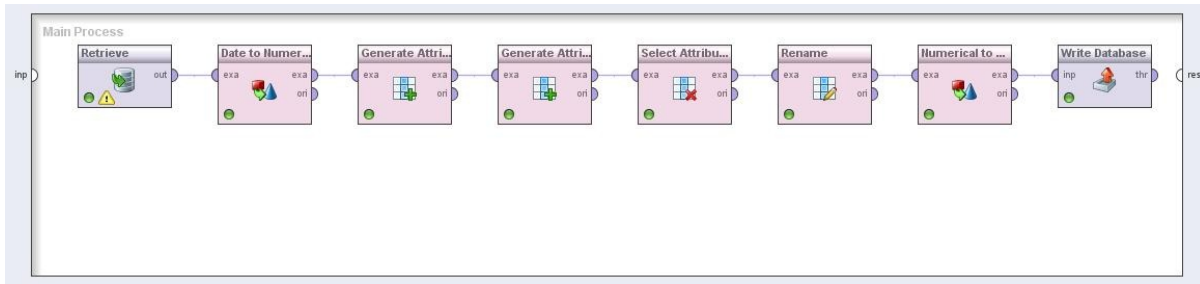 Main Process
Retrieve Date to Numer... Generate Attri... Generate Attri... Select Attribu... Rename Numerical to ... Write Database
inp out exa exa exa exa exa exa exa exa exa exa exa exa inp thr res
ori ori ori ori ori ori